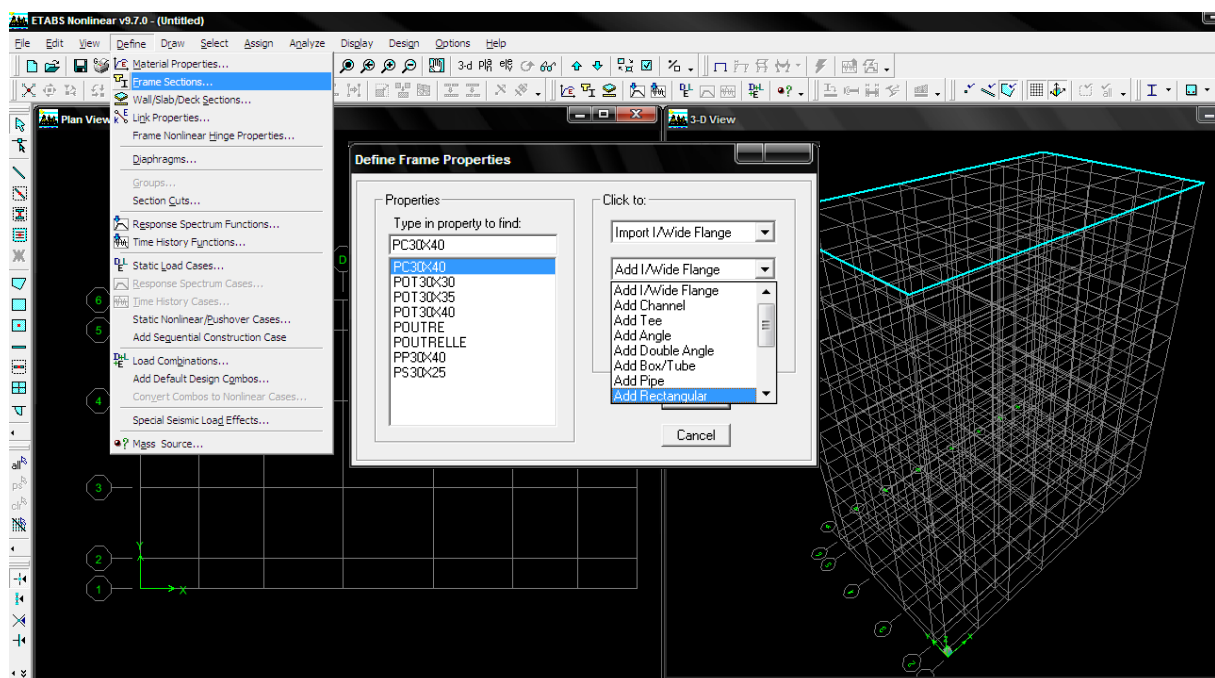 ETABS Nonlinear v9.7.0 - (Untitled)
File Edit View Define Draw Select Assign Analyze Display Design Options Help
Material Properties...
3-d
Frame Sections...
Wall/Slab/Deck Sections...
Link Properties...
Frame Nonlinear Hinge Properties...
Diaphragms...
Groups...
Section Cuts...
Response Spectrum Functions...
Time History Functions...
Static Load Cases...
Response Spectrum Cases...
Time History Cases...
Static Nonlinear/Pushover Cases...
Add Sequential Construction Case
Load Combinations...
Add Default Design Combos...
Convert Combos to Nonlinear Cases...
Special Seismic Load Effects...
Mass Source...
all
ps
clr
Plan View
D
6
5
4
3
2
1
Y
X
Define Frame Properties
Properties
Type in property to find:
PC30X40
PC30X40
POT30X30
POT30X35
POT30X40
POUTRE
POUTRELLE
PP30X40
PS30X25
Click to:
Import I/Wide Flange
Add I/Wide Flange
Add I/Wide Flange
Add Channel
Add Tee
Add Angle
Add Double Angle
Add Box/Tube
Add Pipe
Add Rectangular
Cancel
3-D View